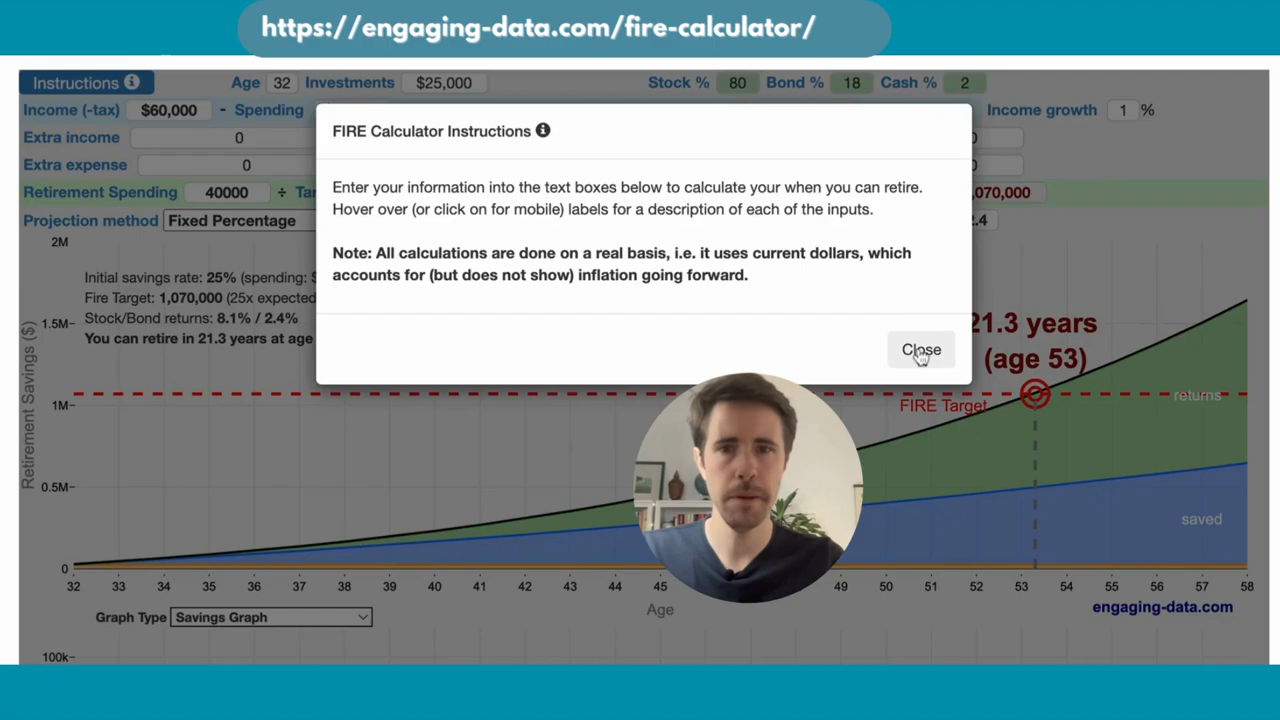 https://engaging-data.com/fire-calculator/
Instructions Age 32 Investments $25,000 Stock % 80 Bond % 18 Cash % 2
Income (-tax) $60,000 - Spending Income growth 1 %
Extra income 0
Extra expense 0
Retirement Spending 40000 ÷ ,070,000
Projection method Fixed Percentage 2.4
FIRE Calculator Instructions
Enter your information into the text boxes below to calculate your when you can retire.
Hover over (or click on for mobile) labels for a description of each of the inputs.
Note: All calculations are done on a real basis, i.e. it uses current dollars, which
accounts for (but does not show) inflation going forward.
Close
2M
1.5M
1M
0.5M
0
Retirement Savings ($)
Initial savings rate: 25% (spending: $
Fire Target: 1,070,000 (25x expected
Stock/Bond returns: 8.1% / 2.4%
You can retire in 21.3 years at age
21.3 years
(age 53)
FIRE Target
returns
saved
32 33 34 35 36 37 38 39 40 41 42 43 44 45 49 50 51 52 53 54 55 56 57 58
Age
engaging-data.com
Graph Type Savings Graph
100k